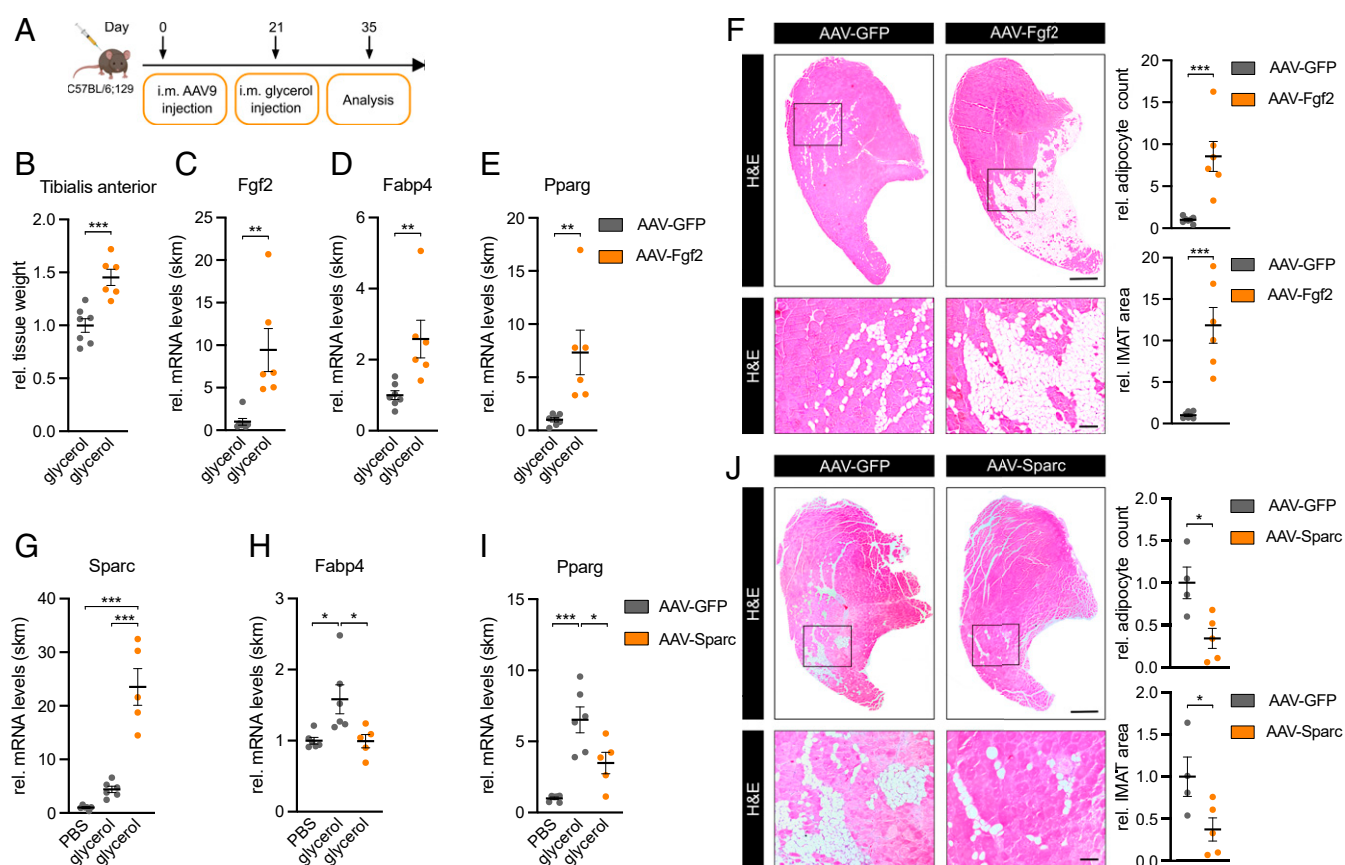 A
Day 0 21 35
C57BL/6;129
i.m. AAV9
injection
i.m. glycerol
injection
Analysis
B
Tibialis anterior
rel. tissue weight
2.0
1.5
1.0
0.5
0.0
***
glycerol
glycerol
C
Fgf2
rel. mRNA levels (skm)
25
20
15
10
5
0
**
glycerol
glycerol
D
Fabp4
rel. mRNA levels (skm)
6
4
2
0
**
glycerol
glycerol
E
Pparg
rel. mRNA levels (skm)
20
15
10
5
0
**
glycerol
glycerol
AAV-GFP
AAV-Fgf2
F
AAV-GFP
AAV-Fgf2
H&E
H&E
rel. adipocyte count
20
15
10
5
0
***
AAV-GFP
AAV-Fgf2
rel. IMAT area
20
15
10
5
0
***
AAV-GFP
AAV-Fgf2
G
Sparc
rel. mRNA levels (skm)
40
30
20
10
0
***
***
PBS
glycerol
glycerol
H
Fabp4
rel. mRNA levels (skm)
3
2
1
0
*
*
PBS
glycerol
glycerol
I
Pparg
rel. mRNA levels (skm)
15
10
5
0
***
*
PBS
glycerol
glycerol
AAV-GFP
AAV-Sparc
J
AAV-GFP
AAV-Sparc
H&E
H&E
rel. adipocyte count
2.0
1.5
1.0
0.5
0.0
*
AAV-GFP
AAV-Sparc
rel. IMAT area
2.0
1.5
1.0
0.5
0.0
*
AAV-GFP
AAV-Sparc